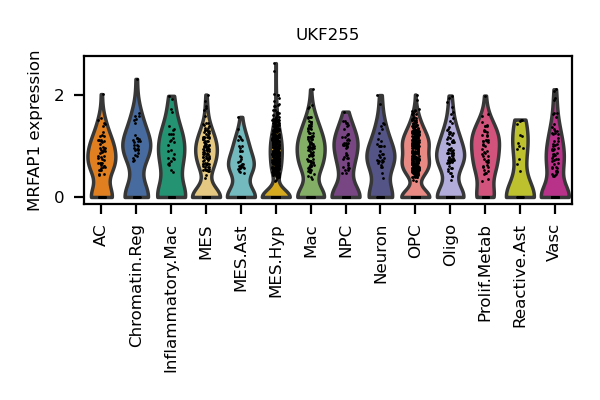 UKF255
MRFAP1 expression
2
0
AC
Chromatin.Reg
Inflammatory.Mac
MES
MES.Ast
MES.Hyp
Mac
NPC
Neuron
OPC
Oligo
Prolif.Metab
Reactive.Ast
Vasc